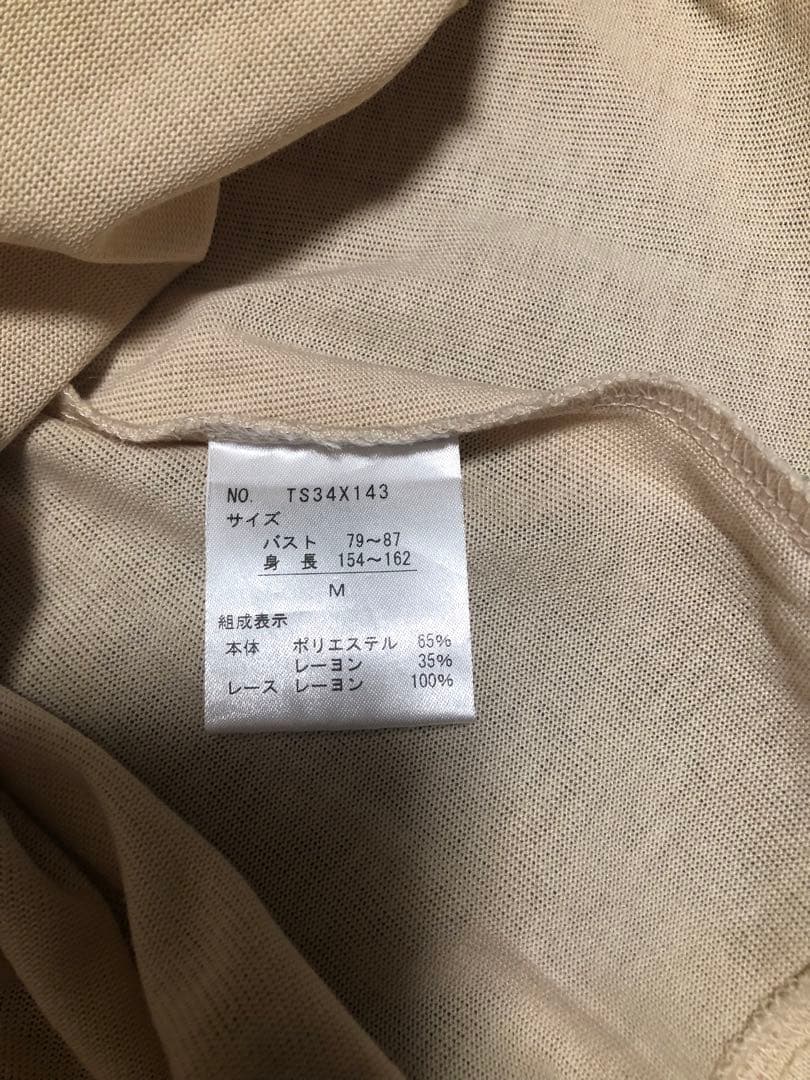 NO. TS34X143
サイズ
バスト 79~87
身長 154~162
M
組成表示
本体 ポリエステル 65%
レーヨン 35%
レース レーヨン 100%